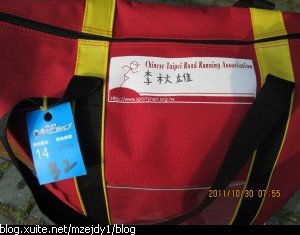 Chinese Taipei Road Running Association
李秋雄
http://www.sportsnet.org.tw
14
32
2011/10/30 07:55
blog.xuite.net/mzejdy1/blog